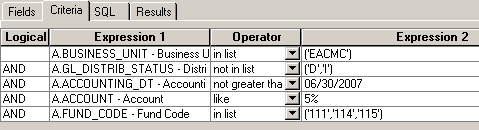 Fields Criteria SQL Results
Logical Expression 1 Operator Expression 2
A.BUSINESS_UNIT - Business U in list ('EACMC')
AND A.GL_DISTRIB_STATUS - Distri not in list ('D','I')
AND A.ACCOUNTING_DT - Accounti not greater tha 06/30/2007
AND A.ACCOUNT - Account like 5%
AND A.FUND_CODE - Fund Code in list ('111','114','115')